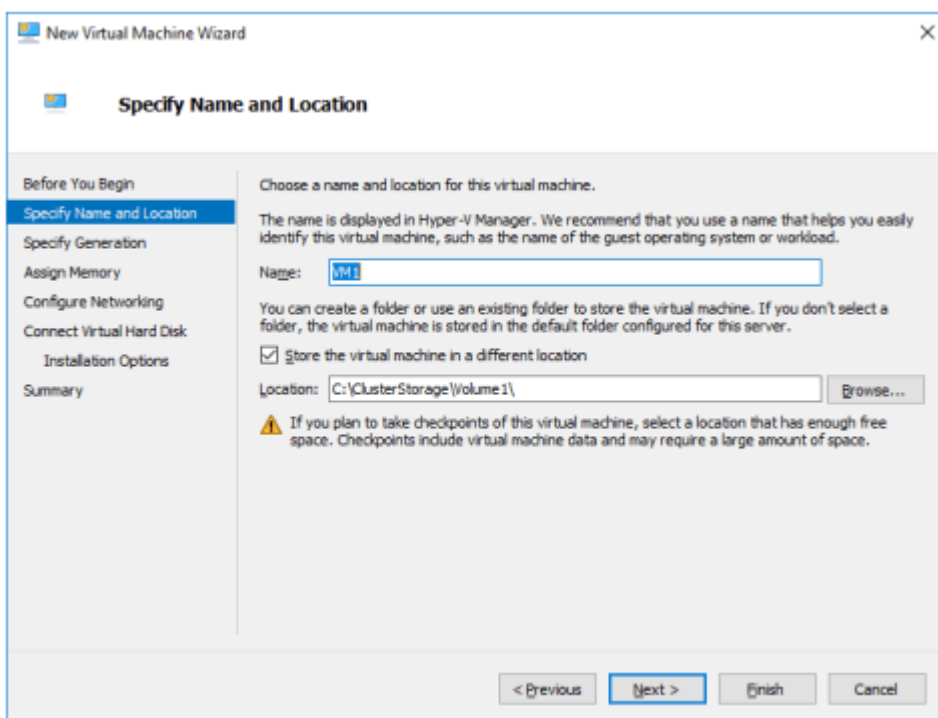 New Virtual Machine Wizard
Specify Name and Location
Before You Begin
Specify Name and Location
Specify Generation
Assign Memory
Configure Networking
Connect Virtual Hard Disk
Installation Options
Summary
Choose a name and location for this virtual machine.
The name is displayed in Hyper-V Manager. We recommend that you use a name that helps you easily
identify this virtual machine, such as the name of the guest operating system or workload.
Name: VM1
You can create a folder or use an existing folder to store the virtual machine. If you don't select a
folder, the virtual machine is stored in the default folder configured for this server.
Store the virtual machine in a different location
Location: C:\ClusterStorage\Volume1\ Browse...
If you plan to take checkpoints of this virtual machine, select a location that has enough free
space. Checkpoints include virtual machine data and may require a large amount of space.
< Previous Next > Finish Cancel